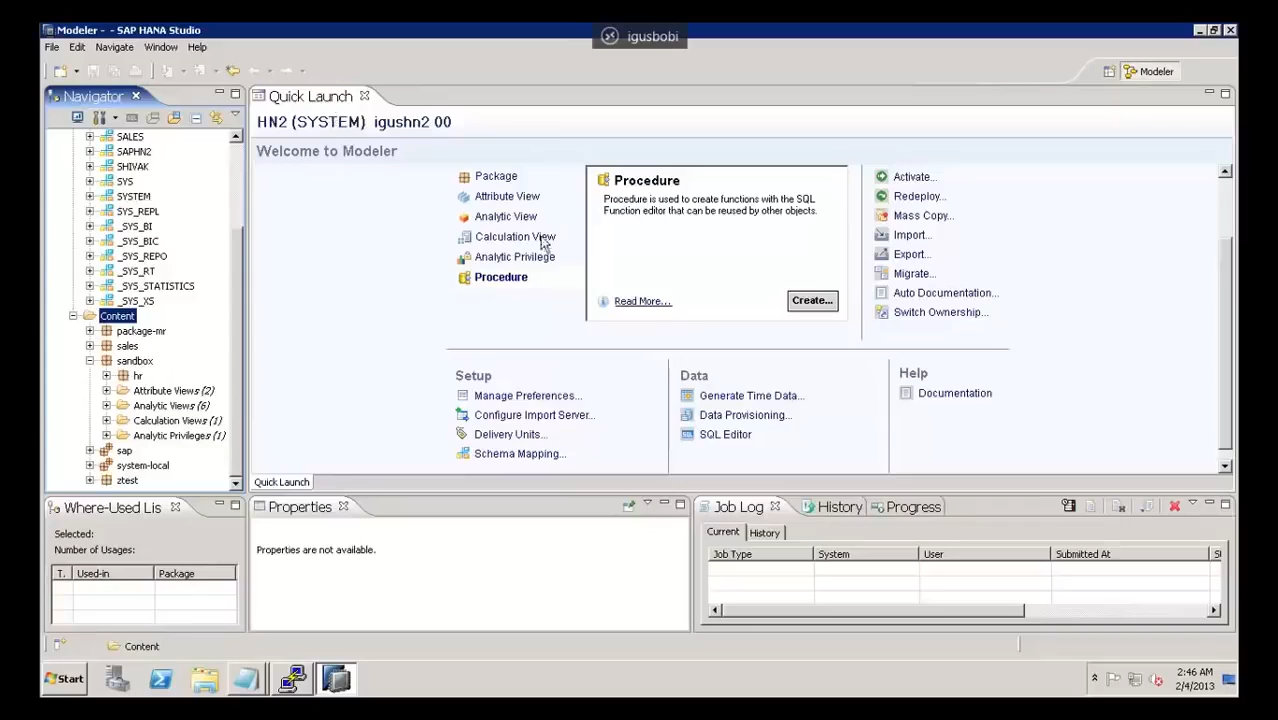 Modeler - - SAP HANA Studio
igusbobi
File Edit Navigate Window Help
Modeler
Navigator
SALES
SAPHN2
SHIVAK
SYS
SYSTEM
SYS_REPL
_SYS_BI
_SYS_BIC
_SYS_REPO
_SYS_RT
_SYS_STATISTICS
_SYS_XS
Content
package-mr
sales
sandbox
hr
Attribute Views (2)
Analytic Views (6)
Calculation Views (1)
Analytic Privileges (1)
sap
system-local
ztest
Quick Launch
HN2 (SYSTEM) igushn2 00
Welcome to Modeler
Package
Attribute View
Analytic View
Calculation View
Analytic Privilege
Procedure
Procedure
Procedure is used to create functions with the SQL
Function editor that can be reused by other objects.
Read More...
Create...
Activate...
Redeploy...
Mass Copy...
Import...
Export...
Migrate...
Auto Documentation...
Switch Ownership...
Setup
Manage Preferences...
Configure Import Server...
Delivery Units...
Schema Mapping...
Data
Generate Time Data...
Data Provisioning...
SQL Editor
Help
Documentation
Quick Launch
Where-Used Lis
Selected:
Number of Usages:
T. Used-in Package
Properties
Properties are not available.
Job Log History Progress
Current History
Job Type System User Submitted At
Content
Start
2:46 AM
2/4/2013